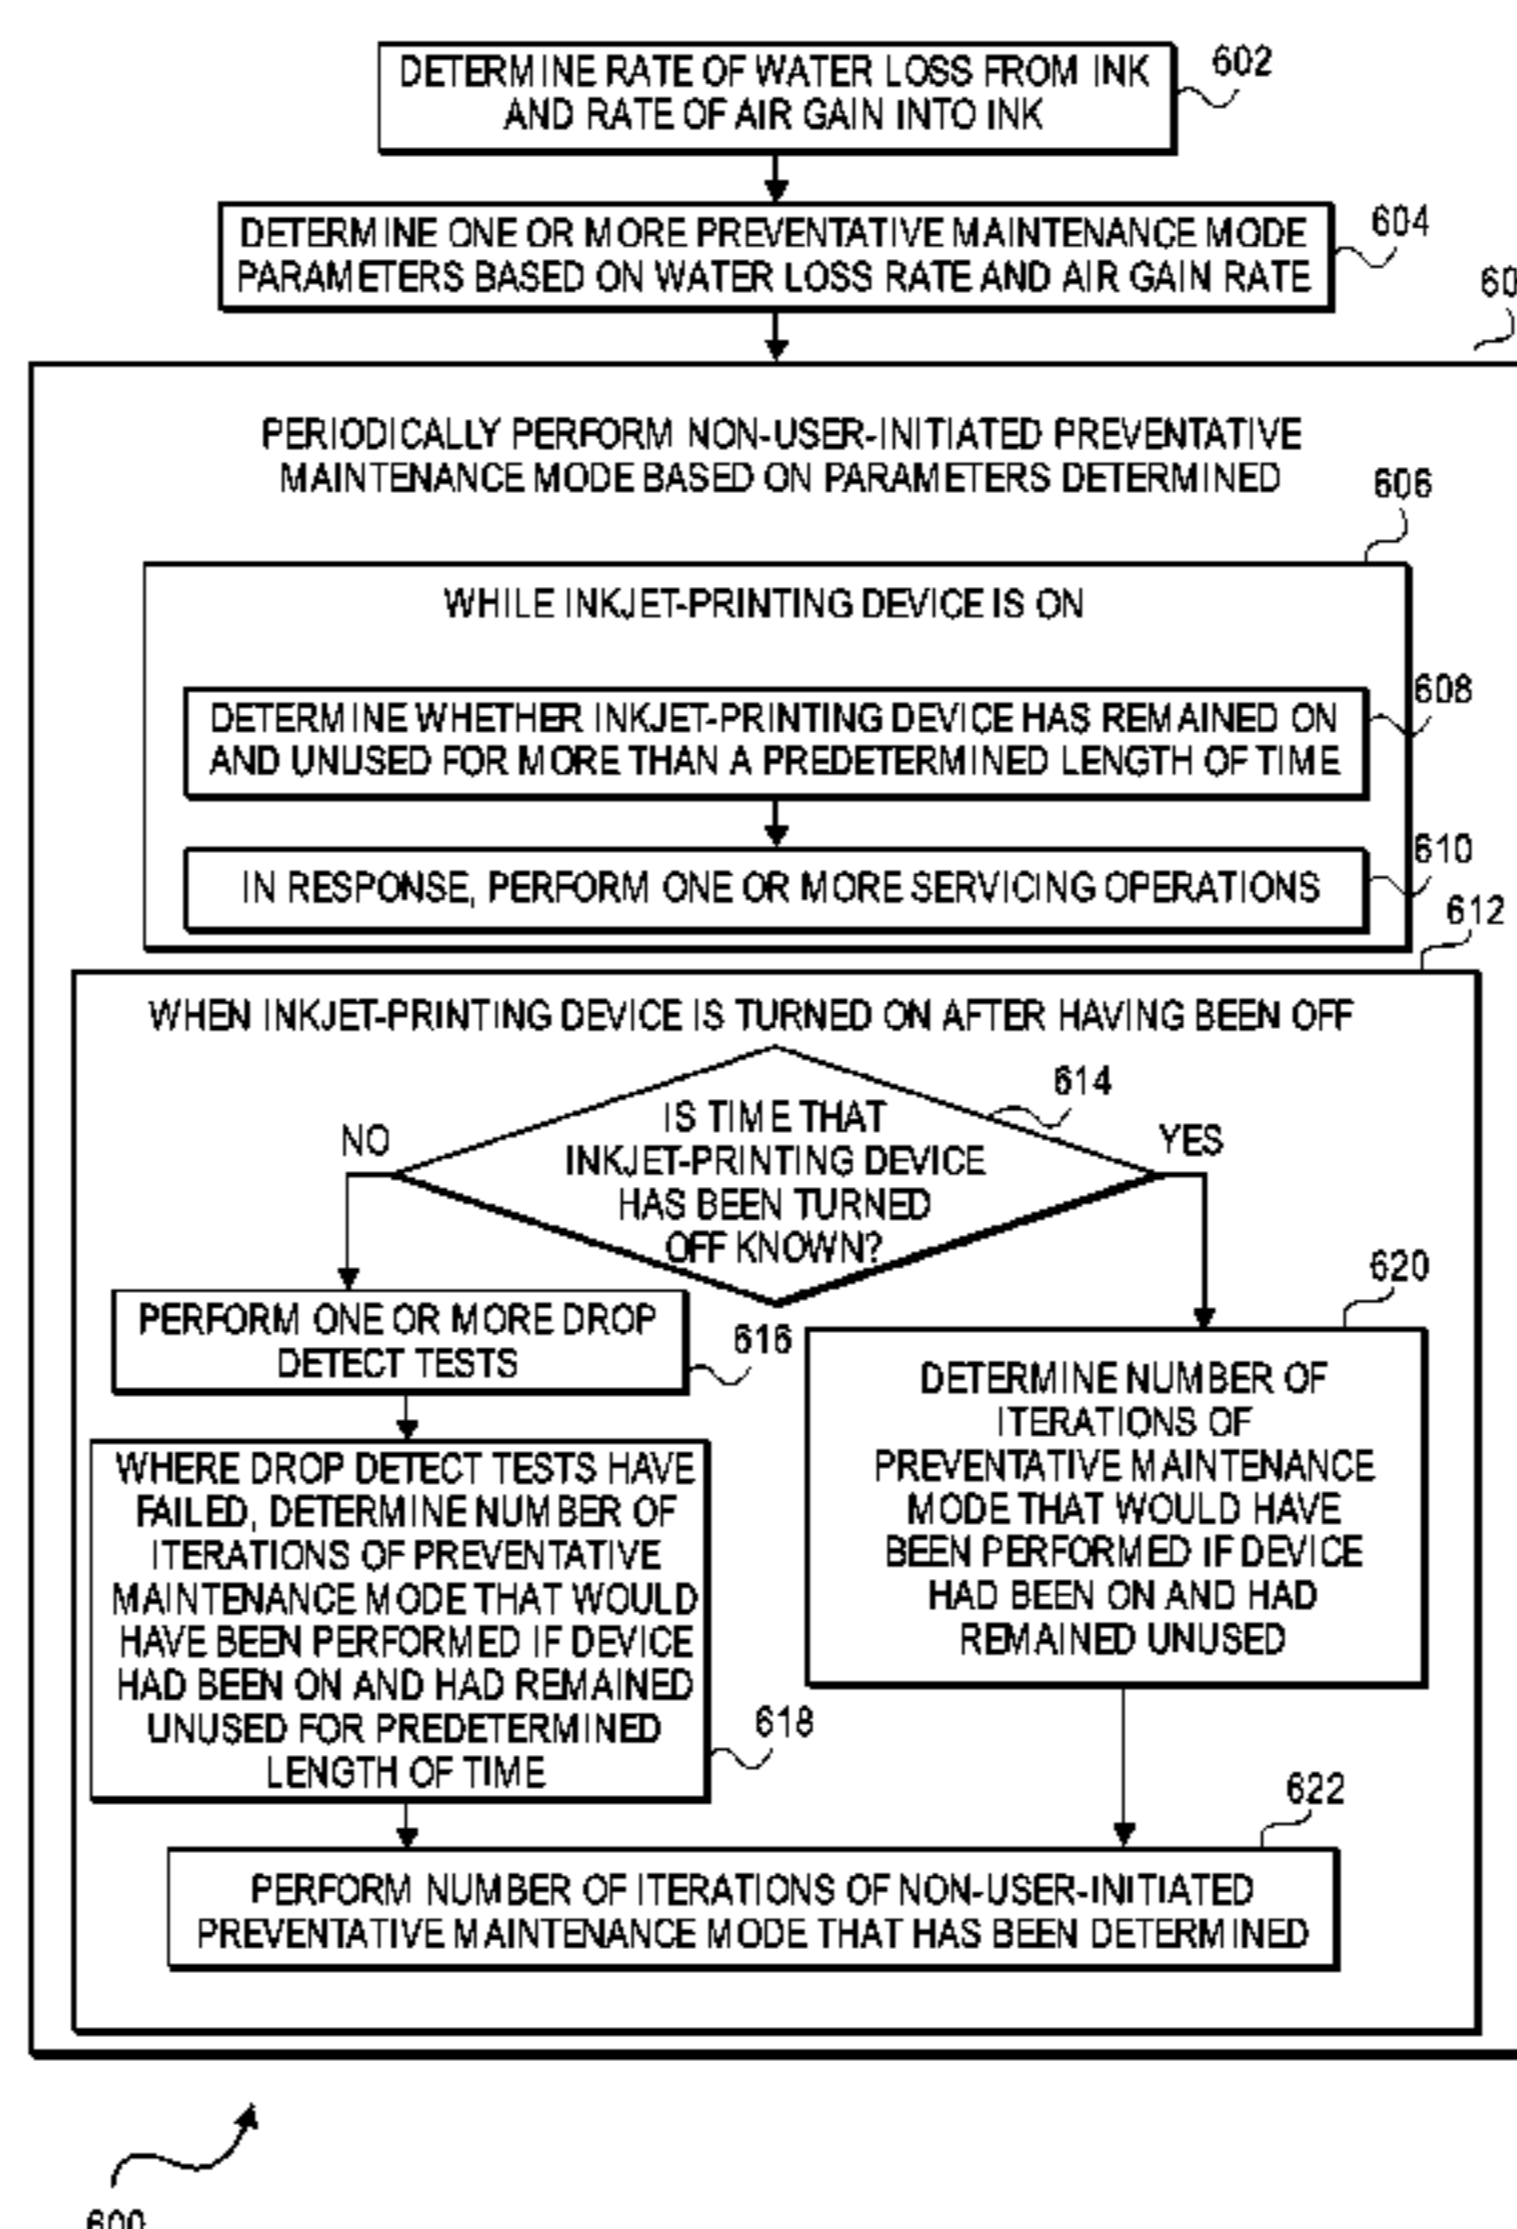 DETERMINE RATE OF WATER LOSS FROM INK
AND RATE OF AIR GAIN INTO INK
602
DETERMINE ONE OR MORE PREVENTATIVE MAINTENANCE MODE
PARAMETERS BASED ON WATER LOSS RATE AND AIR GAIN RATE
604
PERIODICALLY PERFORM NON-USER-INITIATED PREVENTATIVE
MAINTENANCE MODE BASED ON PARAMETERS DETERMINED
606
WHILE INKJET-PRINTING DEVICE IS ON
DETERMINE WHETHER INKJET-PRINTING DEVICE HAS REMAINED ON
AND UNUSED FOR MORE THAN A PREDETERMINED LENGTH OF TIME
608
IN RESPONSE, PERFORM ONE OR MORE SERVICING OPERATIONS
610
612
WHEN INKJET-PRINTING DEVICE IS TURNED ON AFTER HAVING BEEN OFF
614
IS TIME THAT
INKJET-PRINTING DEVICE
HAS BEEN TURNED
OFF KNOWN?
NO
YES
PERFORM ONE OR MORE DROP
DETECT TESTS
616
WHERE DROP DETECT TESTS HAVE
FAILED, DETERMINE NUMBER OF
ITERATIONS OF PREVENTATIVE
MAINTENANCE MODE THAT WOULD
HAVE BEEN PERFORMED IF DEVICE
HAD BEEN ON AND HAD REMAINED
UNUSED FOR PREDETERMINED
LENGTH OF TIME
618
620
DETERMINE NUMBER OF
ITERATIONS OF
PREVENTATIVE MAINTENANCE
MODE THAT WOULD HAVE
BEEN PERFORMED IF DEVICE
HAD BEEN ON AND HAD
REMAINED UNUSED
622
PERFORM NUMBER OF ITERATIONS OF NON-USER-INITIATED
PREVENTATIVE MAINTENANCE MODE THAT HAS BEEN DETERMINED
600